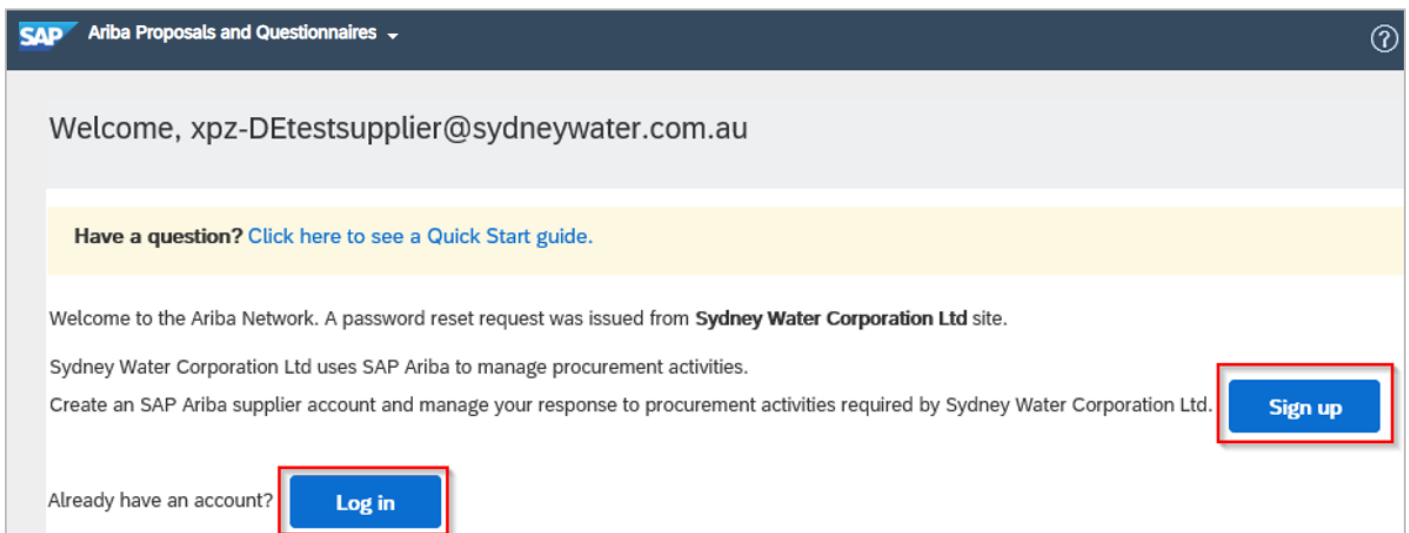 SAP Ariba Proposals and Questionnaires
?
Welcome, xpz-DEtestsupplier@sydneywater.com.au
Have a question? Click here to see a Quick Start guide.
Welcome to the Ariba Network. A password reset request was issued from Sydney Water Corporation Ltd site.
Sydney Water Corporation Ltd uses SAP Ariba to manage procurement activities.
Create an SAP Ariba supplier account and manage your response to procurement activities required by Sydney Water Corporation Ltd. Sign up
Already have an account? Log in